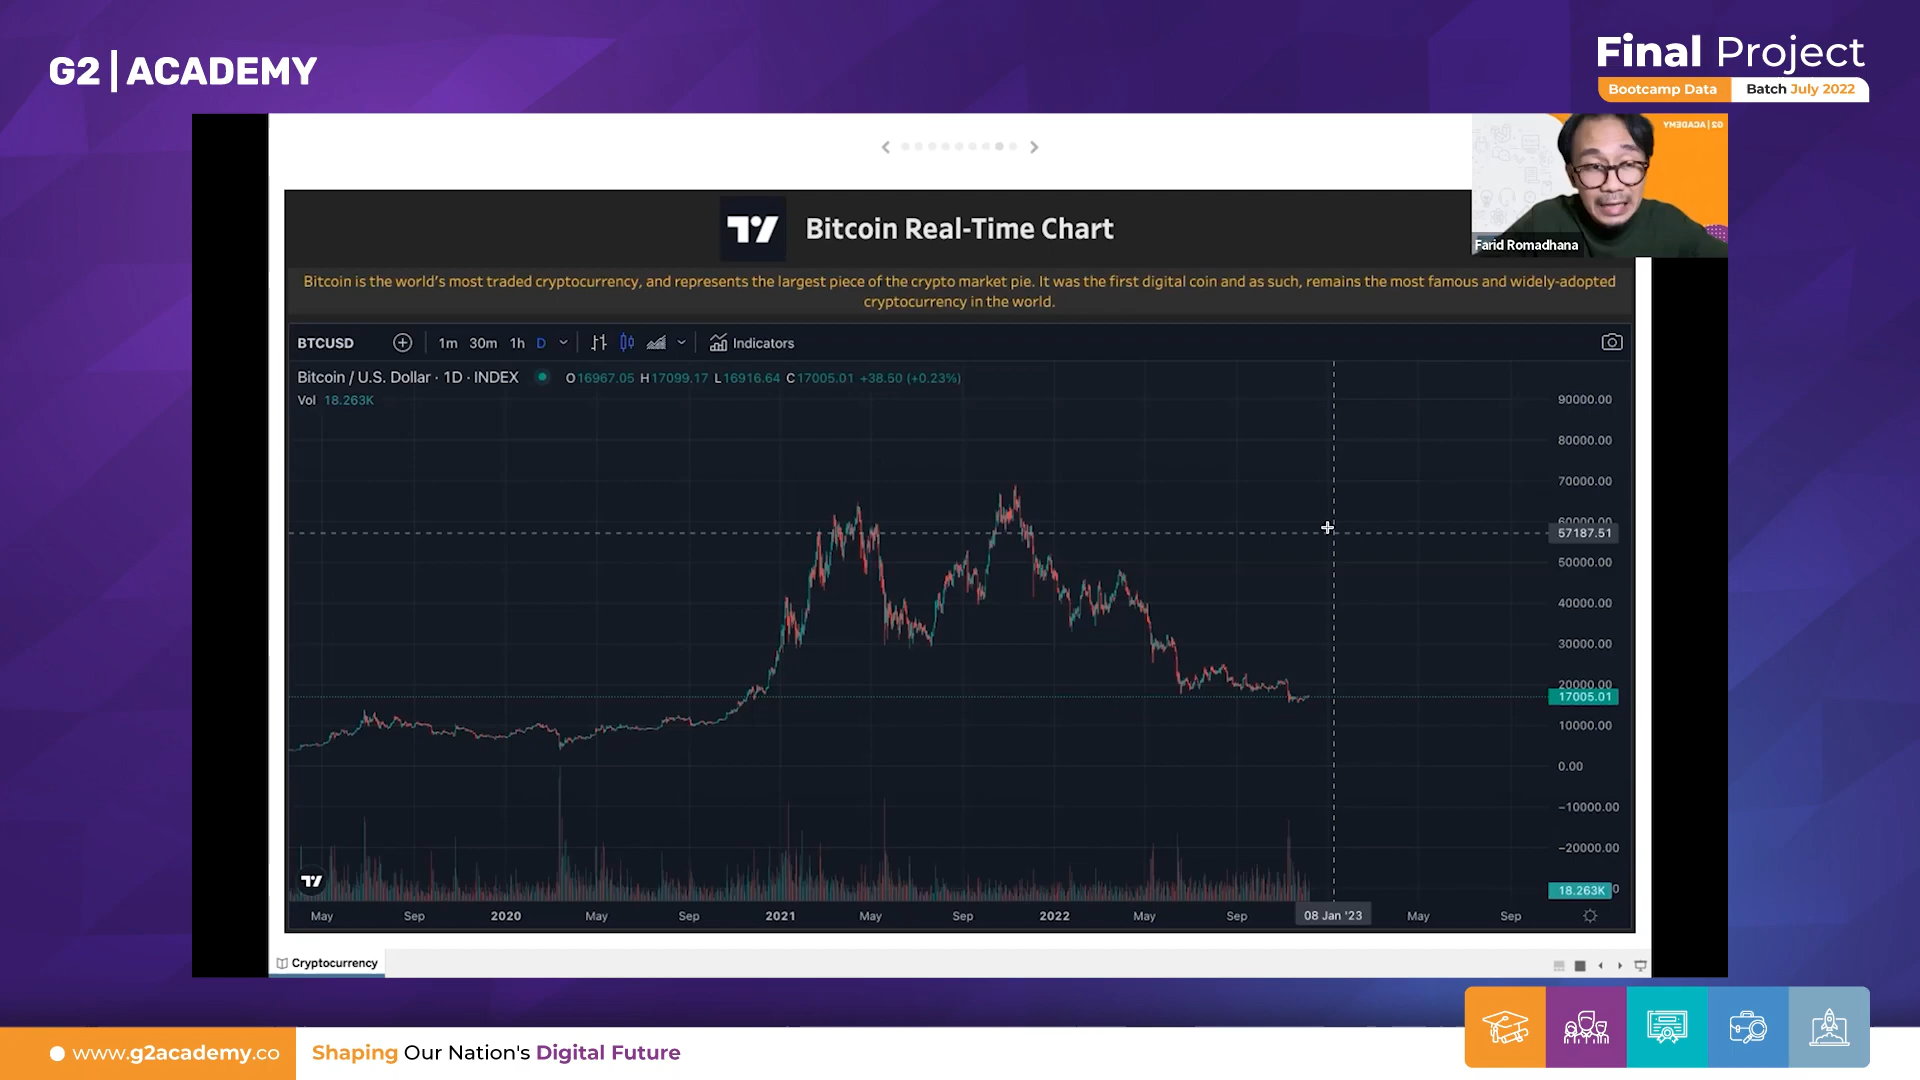 G2 | ACADEMY
Final Project
Bootcamp Data
Batch July 2022
G2 | ACADEMY
Farid Romadhana
Bitcoin Real-Time Chart
Bitcoin is the world's most traded cryptocurrency, and represents the largest piece of the crypto market pie. It was the first digital coin and as such, remains the most famous and widely-adopted
cryptocurrency in the world.
BTCUSD 1m 30m 1h D Indicators
Bitcoin / U.S. Dollar · 1D · INDEX O16967.05 H17099.17 L16916.64 C17005.01 +38.50 (+0.23%)
Vol 18.263K
90000.00
80000.00
70000.00
60000.00
57187.51
50000.00
40000.00
30000.00
20000.00
17005.01
10000.00
0.00
−10000.00
−20000.00
18.263K
May Sep 2020 May Sep 2021 May Sep 2022 May Sep 08 Jan '23 May Sep
Cryptocurrency
www.g2academy.co
Shaping Our Nation's Digital Future